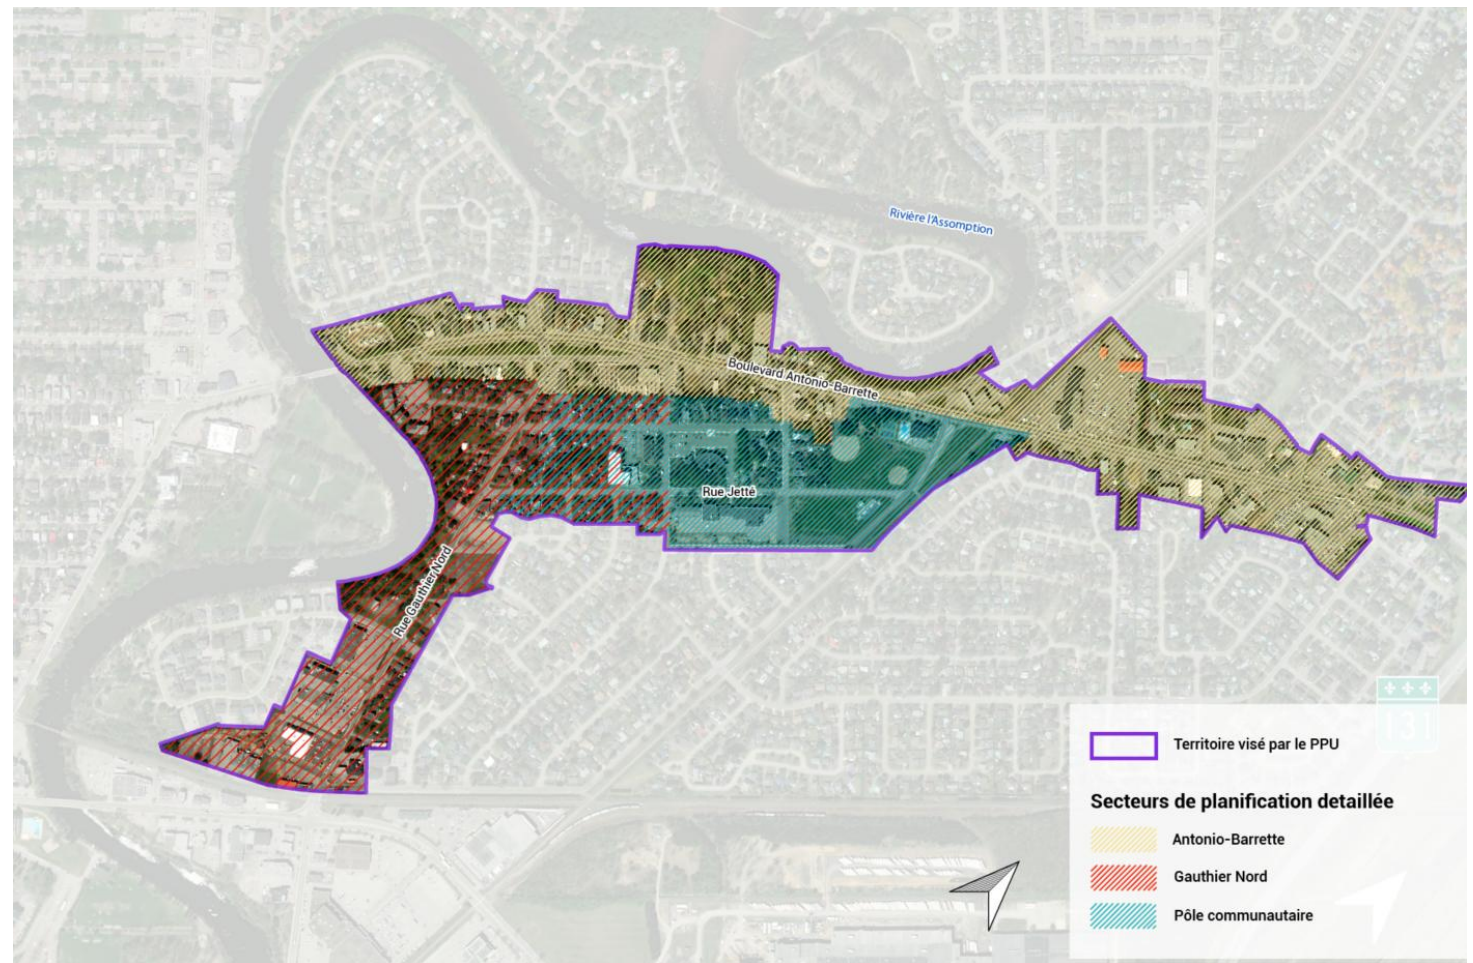 Rivière l'Assomption
Boulevard Antonio-Barrette
Rue Jetté
Rue Gauthier Nord
131
Territoire visé par le PPU
Secteurs de planification detaillée
Antonio-Barrette
Gauthier Nord
Pôle communautaire